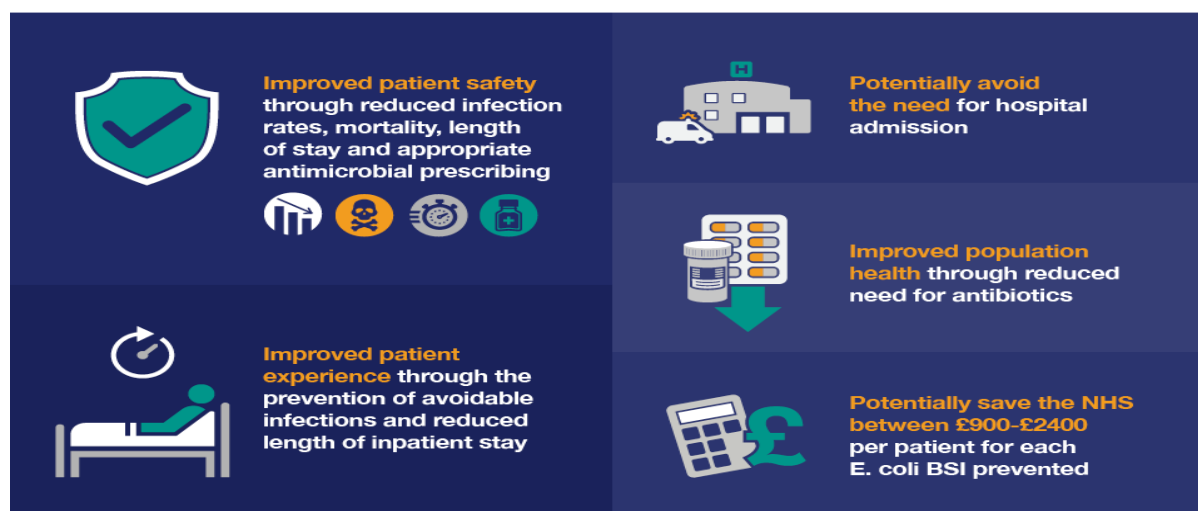 Improved patient safety
through reduced infection
rates, mortality, length
of stay and appropriate
antimicrobial prescribing
Improved patient
experience through the
prevention of avoidable
infections and reduced
length of inpatient stay
H
Potentially avoid
the need for hospital
admission
Improved population
health through reduced
need for antibiotics
£
Potentially save the NHS
between £900-£2400
per patient for each
E. coli BSI prevented